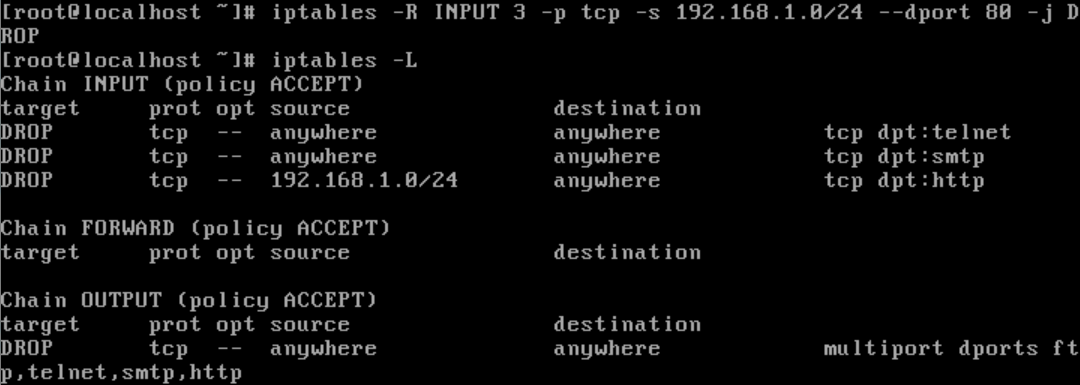 [root@localhost ~]# iptables -R INPUT 3 -p tcp -s 192.168.1.0/24 --dport 80 -j D
ROP
[root@localhost ~]# iptables -L
Chain INPUT (policy ACCEPT)
target     prot opt source               destination
DROP       tcp  --  anywhere             anywhere            tcp dpt:telnet
DROP       tcp  --  anywhere             anywhere            tcp dpt:smtp
DROP       tcp  --  192.168.1.0/24       anywhere            tcp dpt:http
Chain FORWARD (policy ACCEPT)
target     prot opt source               destination
Chain OUTPUT (policy ACCEPT)
target     prot opt source               destination
DROP       tcp  --  anywhere             anywhere            multiport dports ft
p,telnet,smtp,http